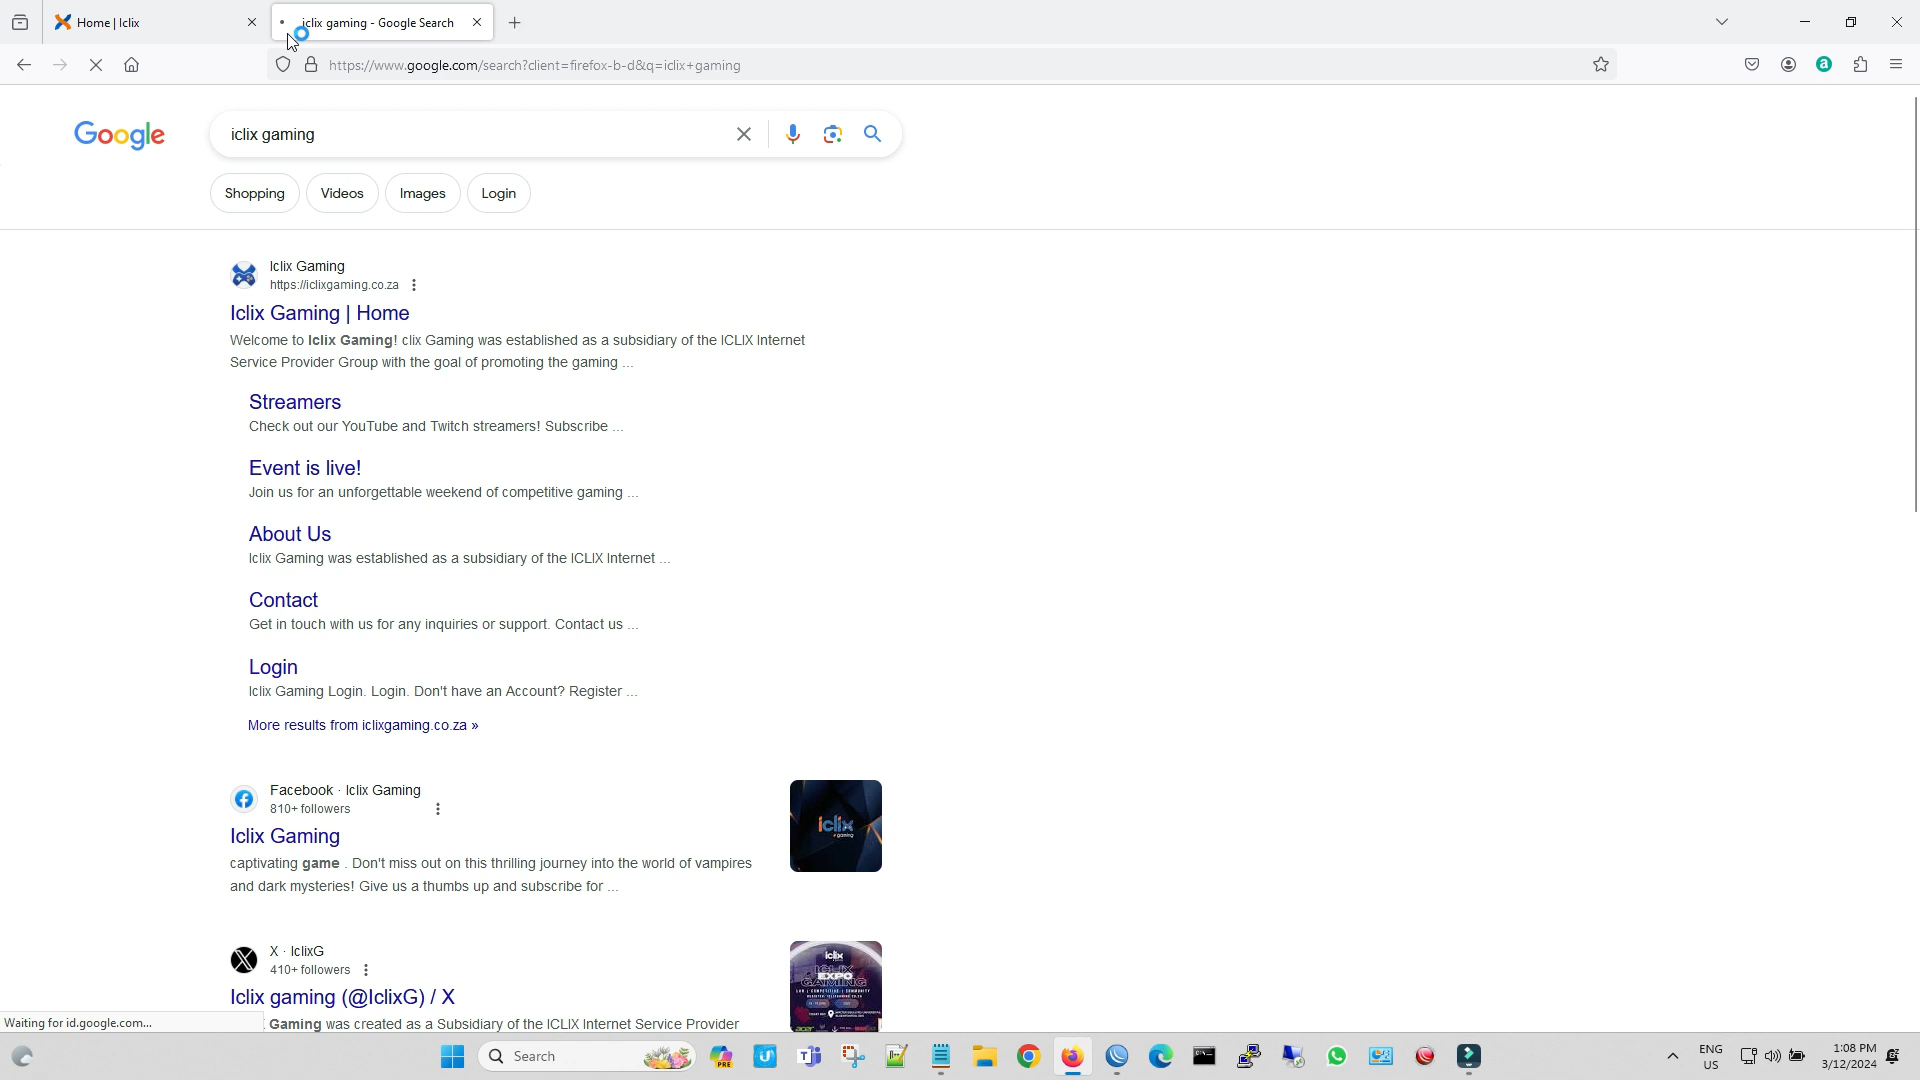 Home | Iclix
iclix gaming - Google Search
https://www.google.com/search?client=firefox-b-d&q=iclix+gaming
Google
iclix gaming
Shopping
Videos
Images
Login
Iclix Gaming
https://iclixgaming.co.za
Iclix Gaming | Home
Welcome to Iclix Gaming! clix Gaming was established as a subsidiary of the ICLIX Internet
Service Provider Group with the goal of promoting the gaming ...
Streamers
Check out our YouTube and Twitch streamers! Subscribe ...
Event is live!
Join us for an unforgettable weekend of competitive gaming ...
About Us
Iclix Gaming was established as a subsidiary of the ICLIX Internet ...
Contact
Get in touch with us for any inquiries or support. Contact us ...
Login
Iclix Gaming Login. Login. Don't have an Account? Register ...
More results from iclixgaming.co.za »
Facebook · Iclix Gaming
810+ followers
Iclix Gaming
captivating game . Don't miss out on this thrilling journey into the world of vampires
and dark mysteries! Give us a thumbs up and subscribe for ...
iclix
gaming
X · IclixG
410+ followers
Iclix gaming (@IclixG) / X
Gaming was created as a Subsidiary of the ICLIX Internet Service Provider
iclix
ICLIX
EXPO
GAMING
Waiting for id.google.com...
Search
PRE
ENG
US
1:08 PM
3/12/2024